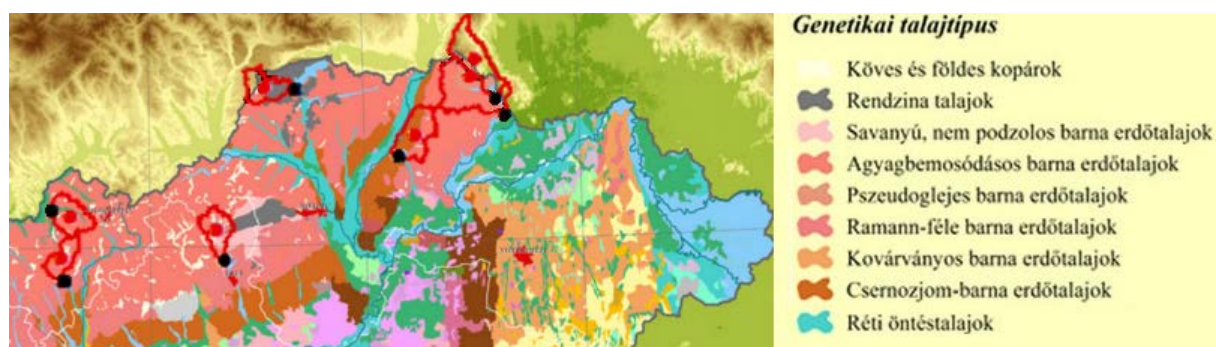 Genetikai talajtípus
Köves és földes kopárok
Rendzina talajok
Savanyú, nem podzolos barna erdőtalajok
Agyagbemosódásos barna erdőtalajok
Pszeudoglejes barna erdőtalajok
Ramann-féle barna erdőtalajok
Kovárványos barna erdőtalajok
Csernozjom-barna erdőtalajok
Réti öntéstalajok